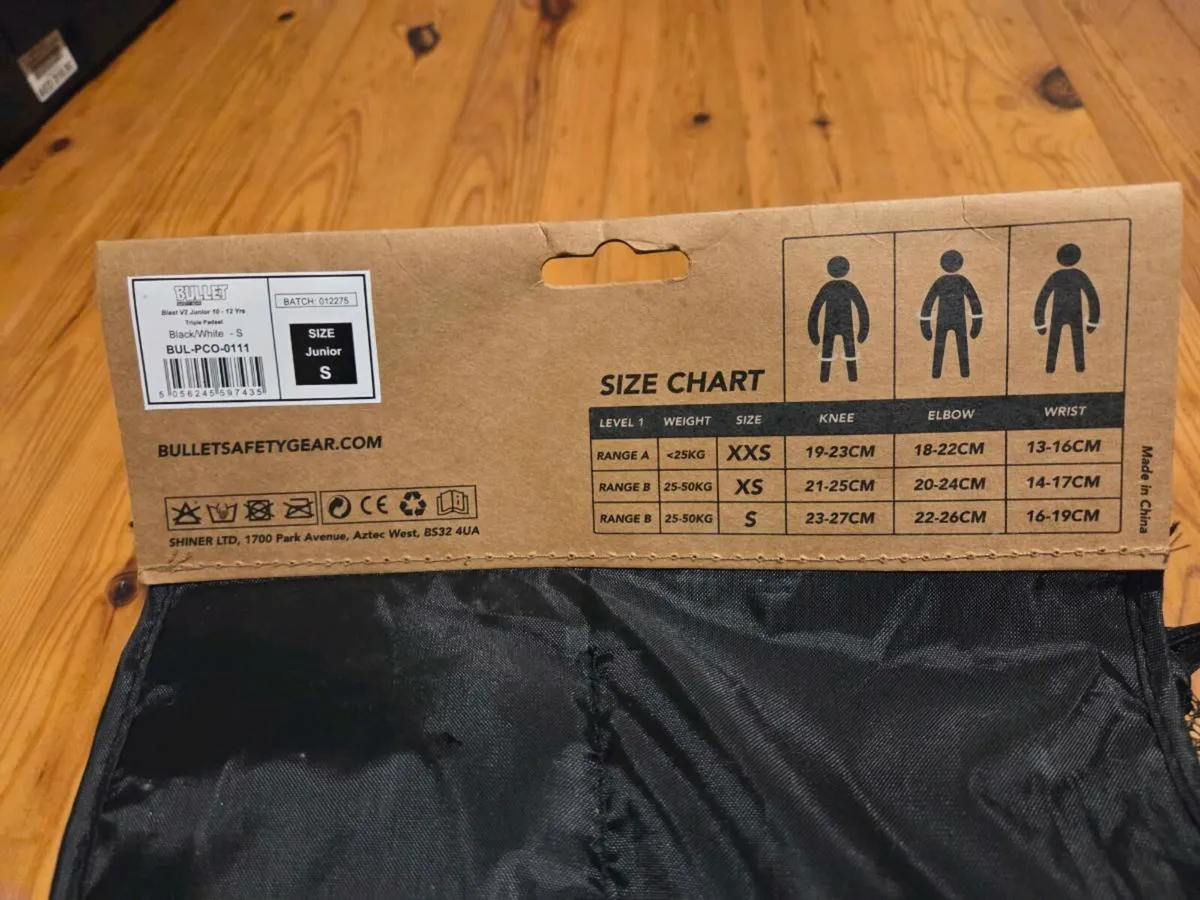 BULLET
SAFETY GEAR
Blast V2 Junior 10 - 12 Yrs
Triple Padset
Black/White - S
BUL-PCO-0111
5 056245 597435
BATCH: 012275
SIZE
Junior
S
BULLETSAFETYGEAR.COM
CE
SHINER LTD, 1700 Park Avenue, Aztec West, BS32 4UA
SIZE CHART
LEVEL 1 WEIGHT SIZE KNEE ELBOW WRIST
RANGE A <25KG XXS 19-23CM 18-22CM 13-16CM
RANGE B 25-50KG XS 21-25CM 20-24CM 14-17CM
RANGE B 25-50KG S 23-27CM 22-26CM 16-19CM
Made in China